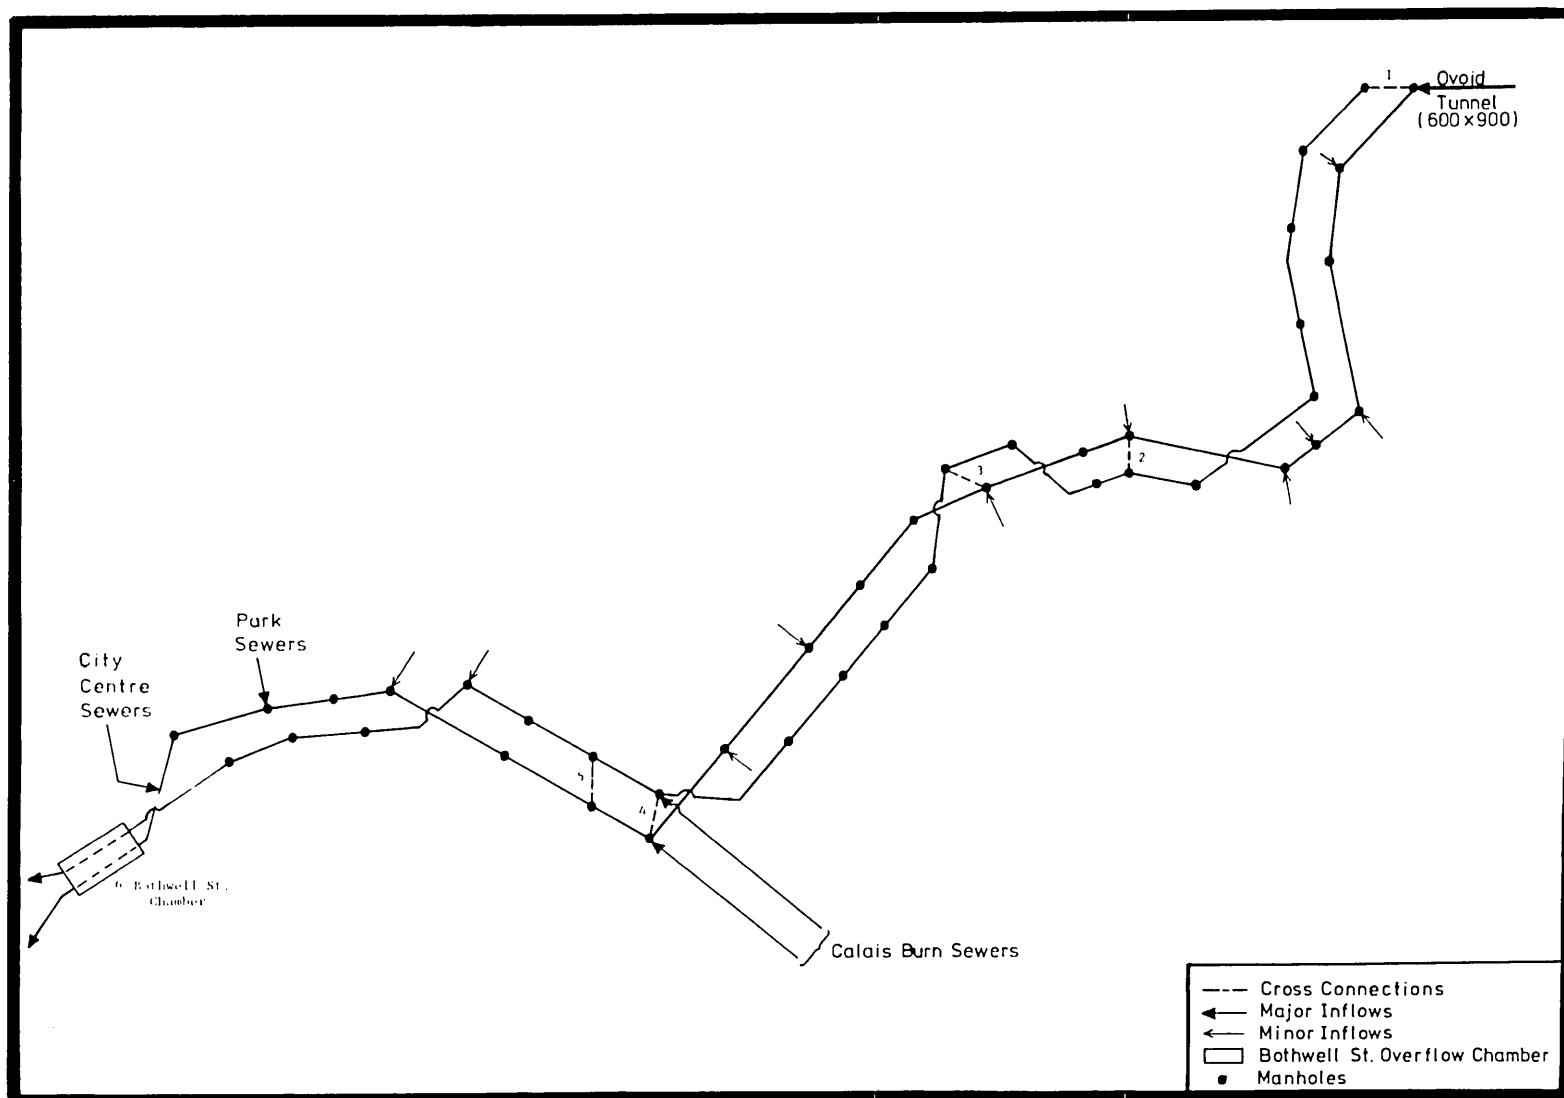 1
Ovoid
Tunnel
(600×900)
2
3
Park
Sewers
City
Centre
Sewers
5
4
6 Bothwell St.
Chamber
Calais Burn Sewers
Cross Connections
Major Inflows
Minor Inflows
Bothwell St. Overflow Chamber
Manholes